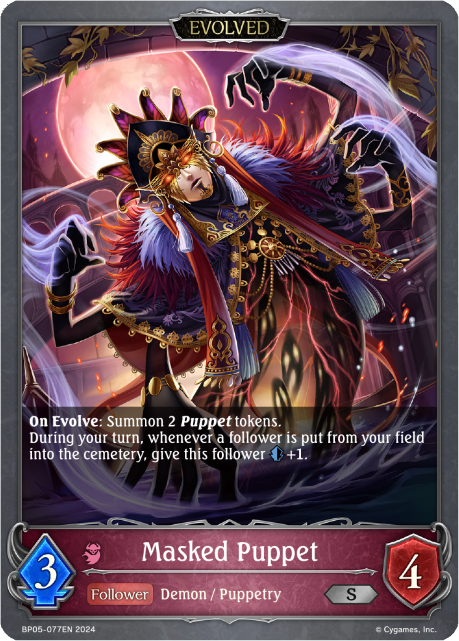 EVOLVED
On Evolve: Summon 2 Puppet tokens.
During your turn, whenever a follower is put from your field
into the cemetery, give this follower +1.
Masked Puppet
3
Follower Demon / Puppetry S
4
BP05-077EN 2024 © Cygames, Inc.